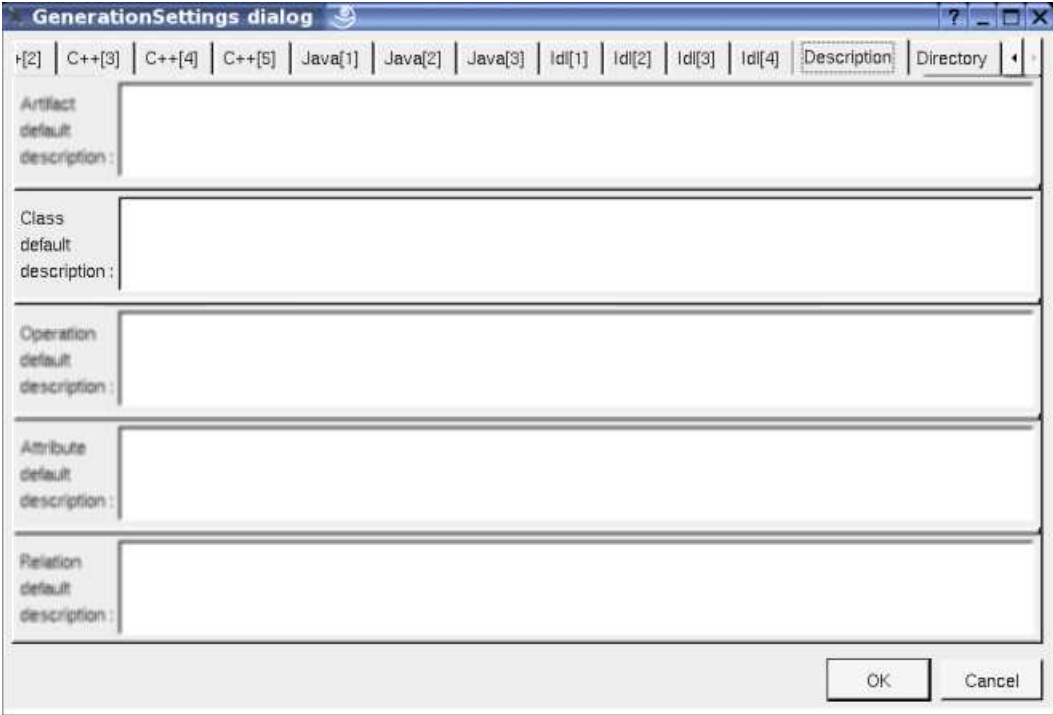 GenerationSettings dialog
+[2] C++[3] C++[4] C++[5] Java[1] Java[2] Java[3] Idl[1] Idl[2] Idl[3] Idl[4] Description Directory
Artifact
default
description :
Class
default
description :
Operation
default
description :
Attribute
default
description :
Relation
default
description :
OK Cancel